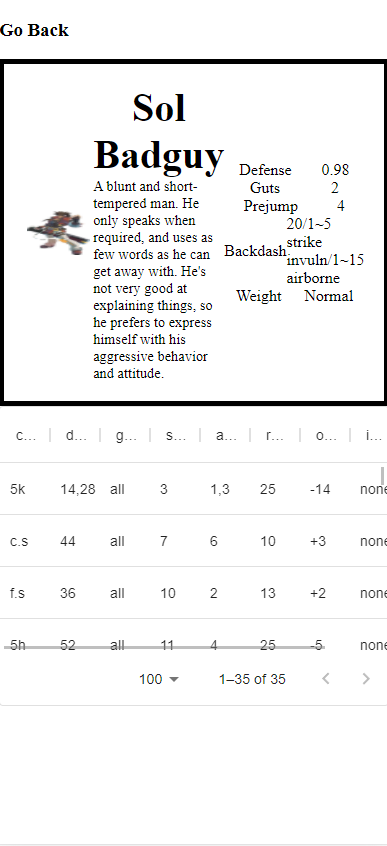 Go Back
Sol
Badguy
A blunt and short-
tempered man. He
only speaks when
required, and uses as
few words as he can
get away with. He's
not very good at
explaining things, so
he prefers to express
himself with his
aggressive behavior
and attitude.
Defense 0.98
Guts 2
Prejump 4
Backdash 20/1~5
strike
invuln/1~15
airborne
Weight Normal
c... d... g... s... a... r... o... i...
5k 14,28 all 3 1,3 25 -14 none
c.s 44 all 7 6 10 +3 none
f.s 36 all 10 2 13 +2 none
5h 52 all 11 4 25 -5 none
100 1–35 of 35